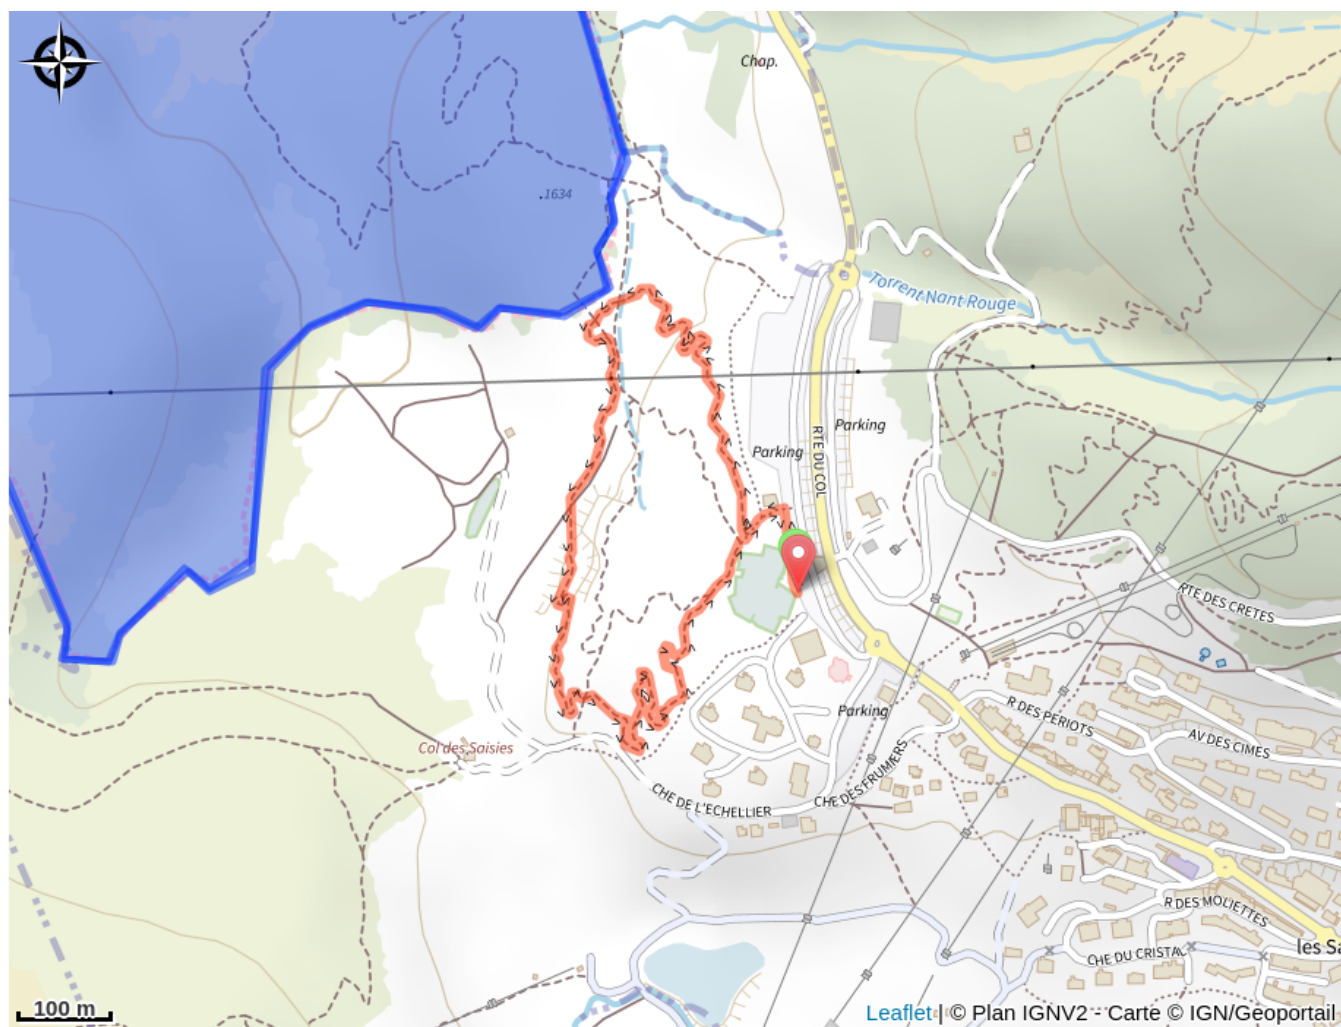 Chap.
.1634
Torrent Nant Rouge
RTE DU COL
Parking
Parking
RTE DES CRETES
Parking
R DES PERIOTS
AV DES CIMES
Col des Saisies
CHE DE L'ECHELLIER
CHE DES FRUMIERS
R DES MOLIETTES
CHE DU CRISTAL
les Sa
100 m
Leaflet | © Plan IGNV2 - Carte © IGN/Geoportail